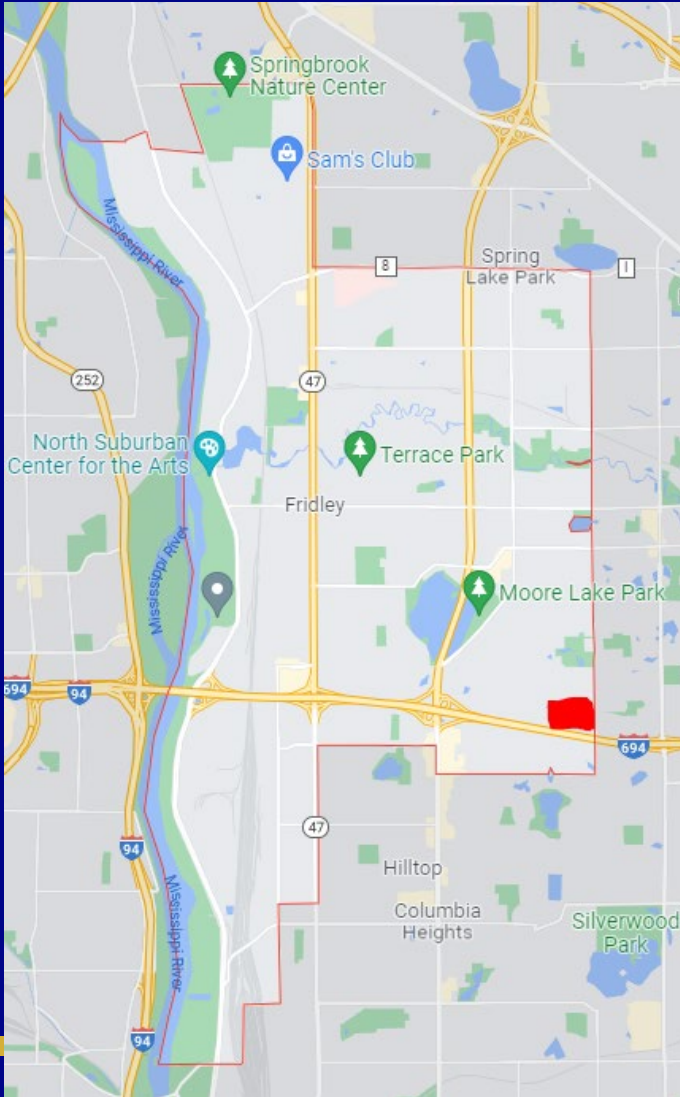 Springbrook
Nature Center
Sam's Club
Mississippi River
8
Spring
Lake Park
I
252
47
North Suburban
Center for the Arts
Terrace Park
Fridley
Mississippi River
Moore Lake Park
694
94
694
47
94
Hilltop
Mississippi River
Columbia
Heights
Silverwood
Park
94